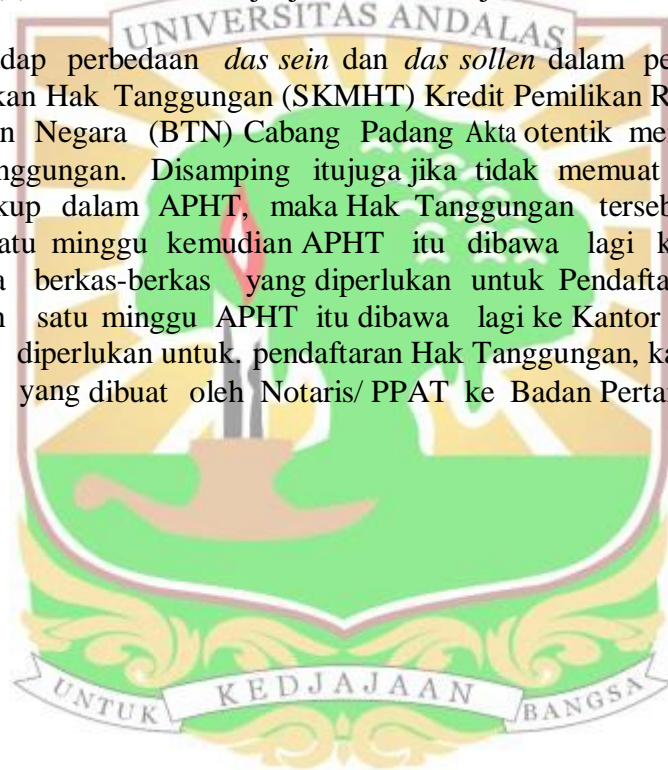 UNIVERSITAS ANDALAS
dap perbedaan das sein dan das sollen dalam pe
kan Hak Tanggungan (SKMHT) Kredit Pemilikan R
n Negara (BTN) Cabang Padang Akta otentik me
nggungan. Disamping itujuga jika tidak memuat
kup dalam APHT, maka Hak Tanggungan terseb
atu minggu kemudian APHT itu dibawa lagi k
a berkas-berkas yang diperlukan untuk Pendafta
n satu minggu APHT itu dibawa lagi ke Kantor
diperlukan untuk. pendaftaran Hak Tanggungan, ka
yang dibuat oleh Notaris/ PPAT ke Badan Perta
UNTUK KEDJAJAAN BANGSA